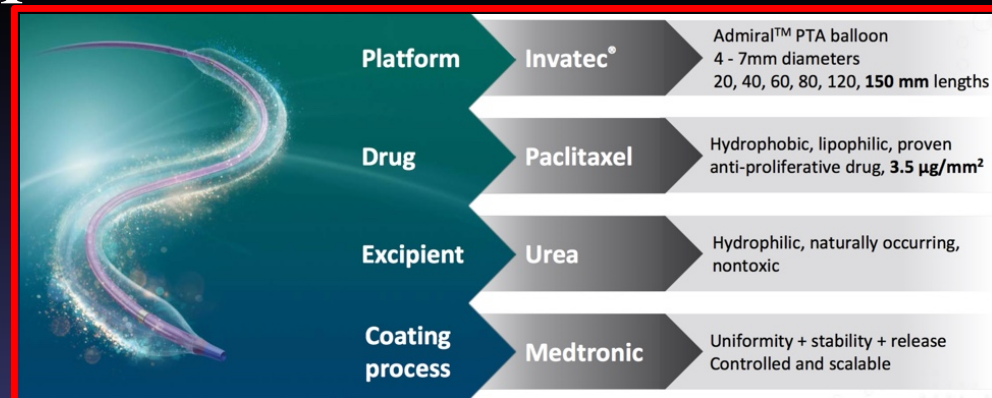 Platform
Invatec®
Admiral™ PTA balloon
4 - 7mm diameters
20, 40, 60, 80, 120, 150 mm lengths
Drug
Paclitaxel
Hydrophobic, lipophilic, proven
anti-proliferative drug, 3.5 µg/mm²
Excipient
Urea
Hydrophilic, naturally occurring,
nontoxic
Coating
process
Medtronic
Uniformity + stability + release
Controlled and scalable